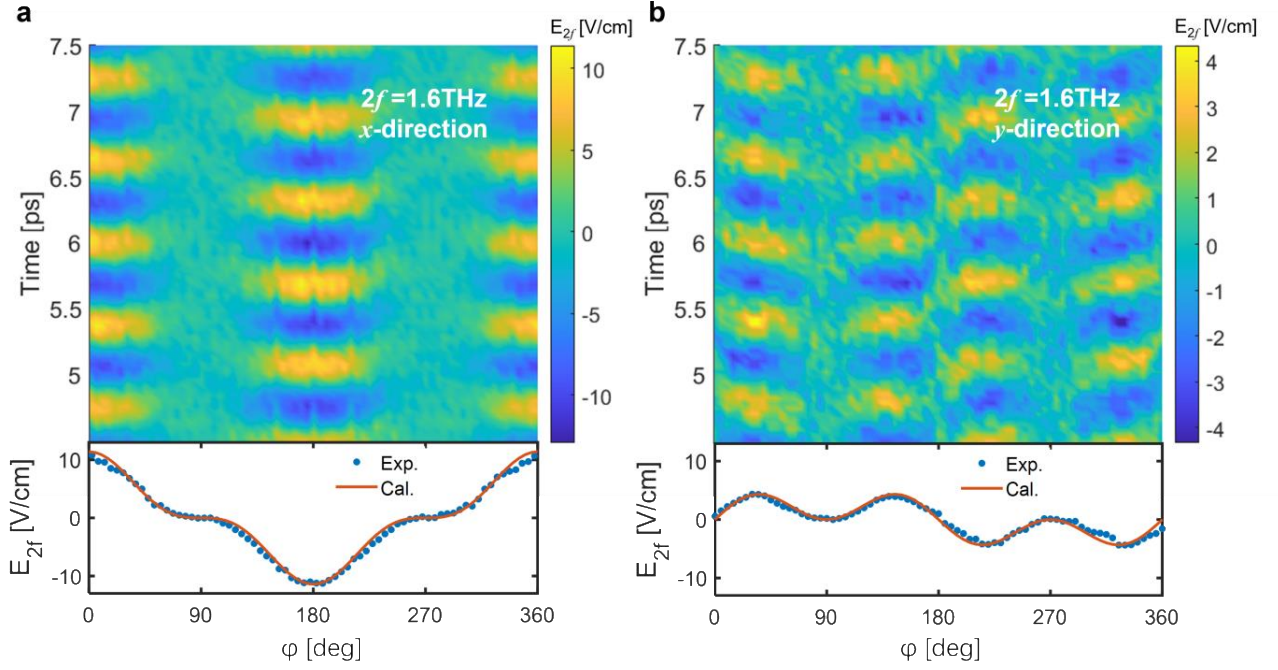 a
E2f [V/cm]
7.5
7
6.5
6
5.5
5
Time [ps]
2f =1.6THz
x-direction
10
5
0
-5
-10
10
0
-10
E2f [V/cm]
Exp.
Cal.
0 90 180 270 360
φ [deg]
b
E2f [V/cm]
7.5
7
6.5
6
5.5
5
Time [ps]
2f =1.6THz
y-direction
4
3
2
1
0
-1
-2
-3
-4
10
0
-10
E2f [V/cm]
Exp.
Cal.
0 90 180 270 360
φ [deg]